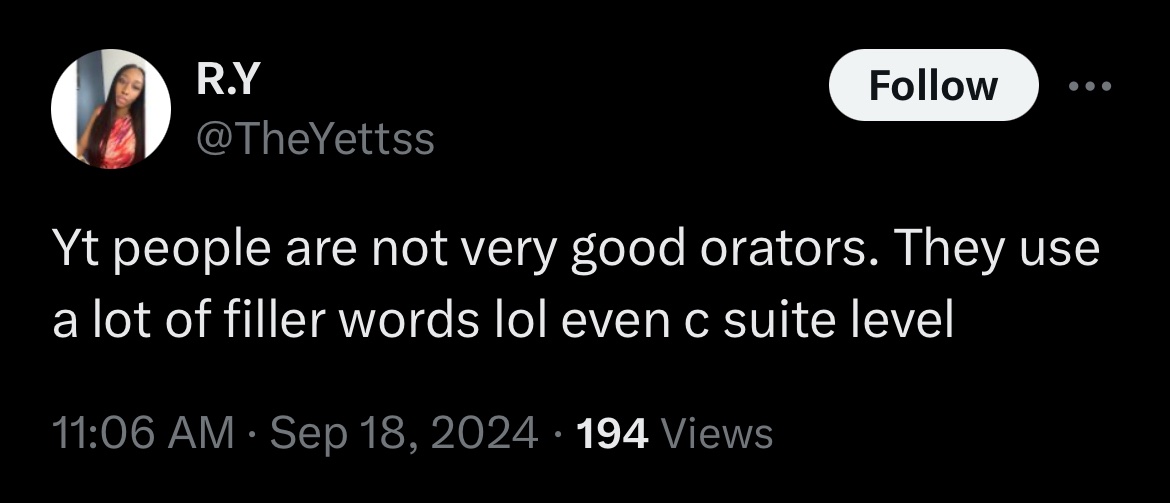 R.Y
Follow
@TheYettss
Yt people are not very good orators. They use
a lot of filler words lol even c suite level
11:06 AM · Sep 18, 2024 · 194 Views